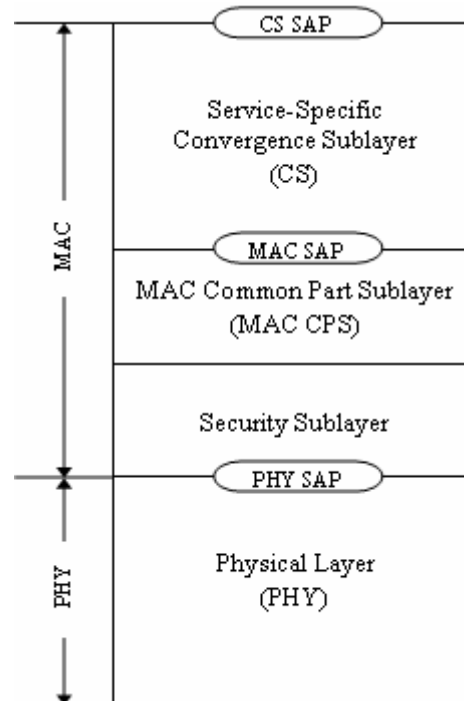 CS SAP
Service-Specific
Convergence Sublayer
(CS)
MAC
MAC SAP
MAC Common Part Sublayer
(MAC CPS)
Security Sublayer
PHY SAP
Physical Layer
(PHY)
PHY